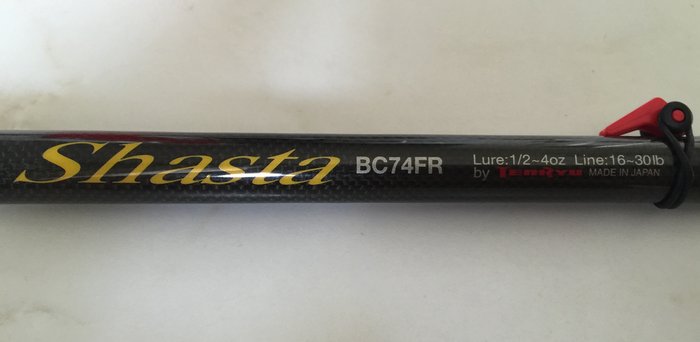 Shasta BC74FR Lure:1/2~4oz Line:16~30lb
by TENRYU MADE IN JAPAN